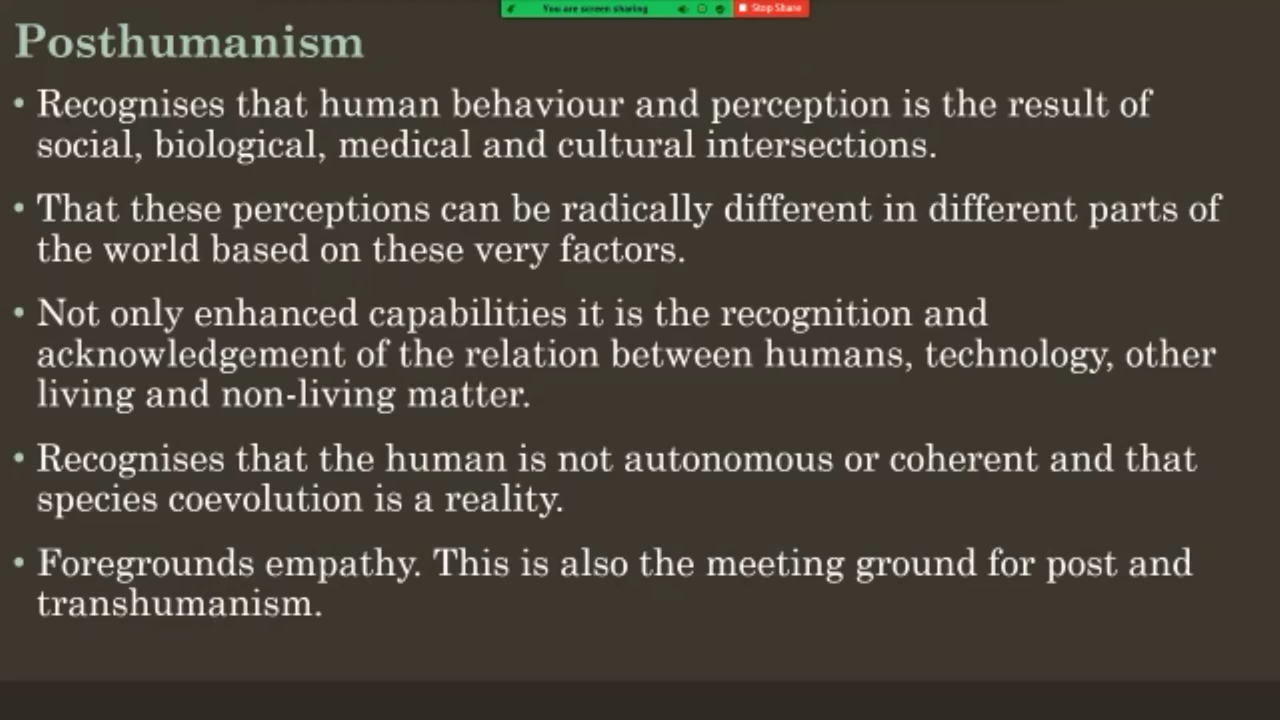 You are screen sharing Stop Share
Posthumanism
• Recognises that human behaviour and perception is the result of
social, biological, medical and cultural intersections.
• That these perceptions can be radically different in different parts of
the world based on these very factors.
• Not only enhanced capabilities it is the recognition and
acknowledgement of the relation between humans, technology, other
living and non-living matter.
• Recognises that the human is not autonomous or coherent and that
species coevolution is a reality.
• Foregrounds empathy. This is also the meeting ground for post and
transhumanism.